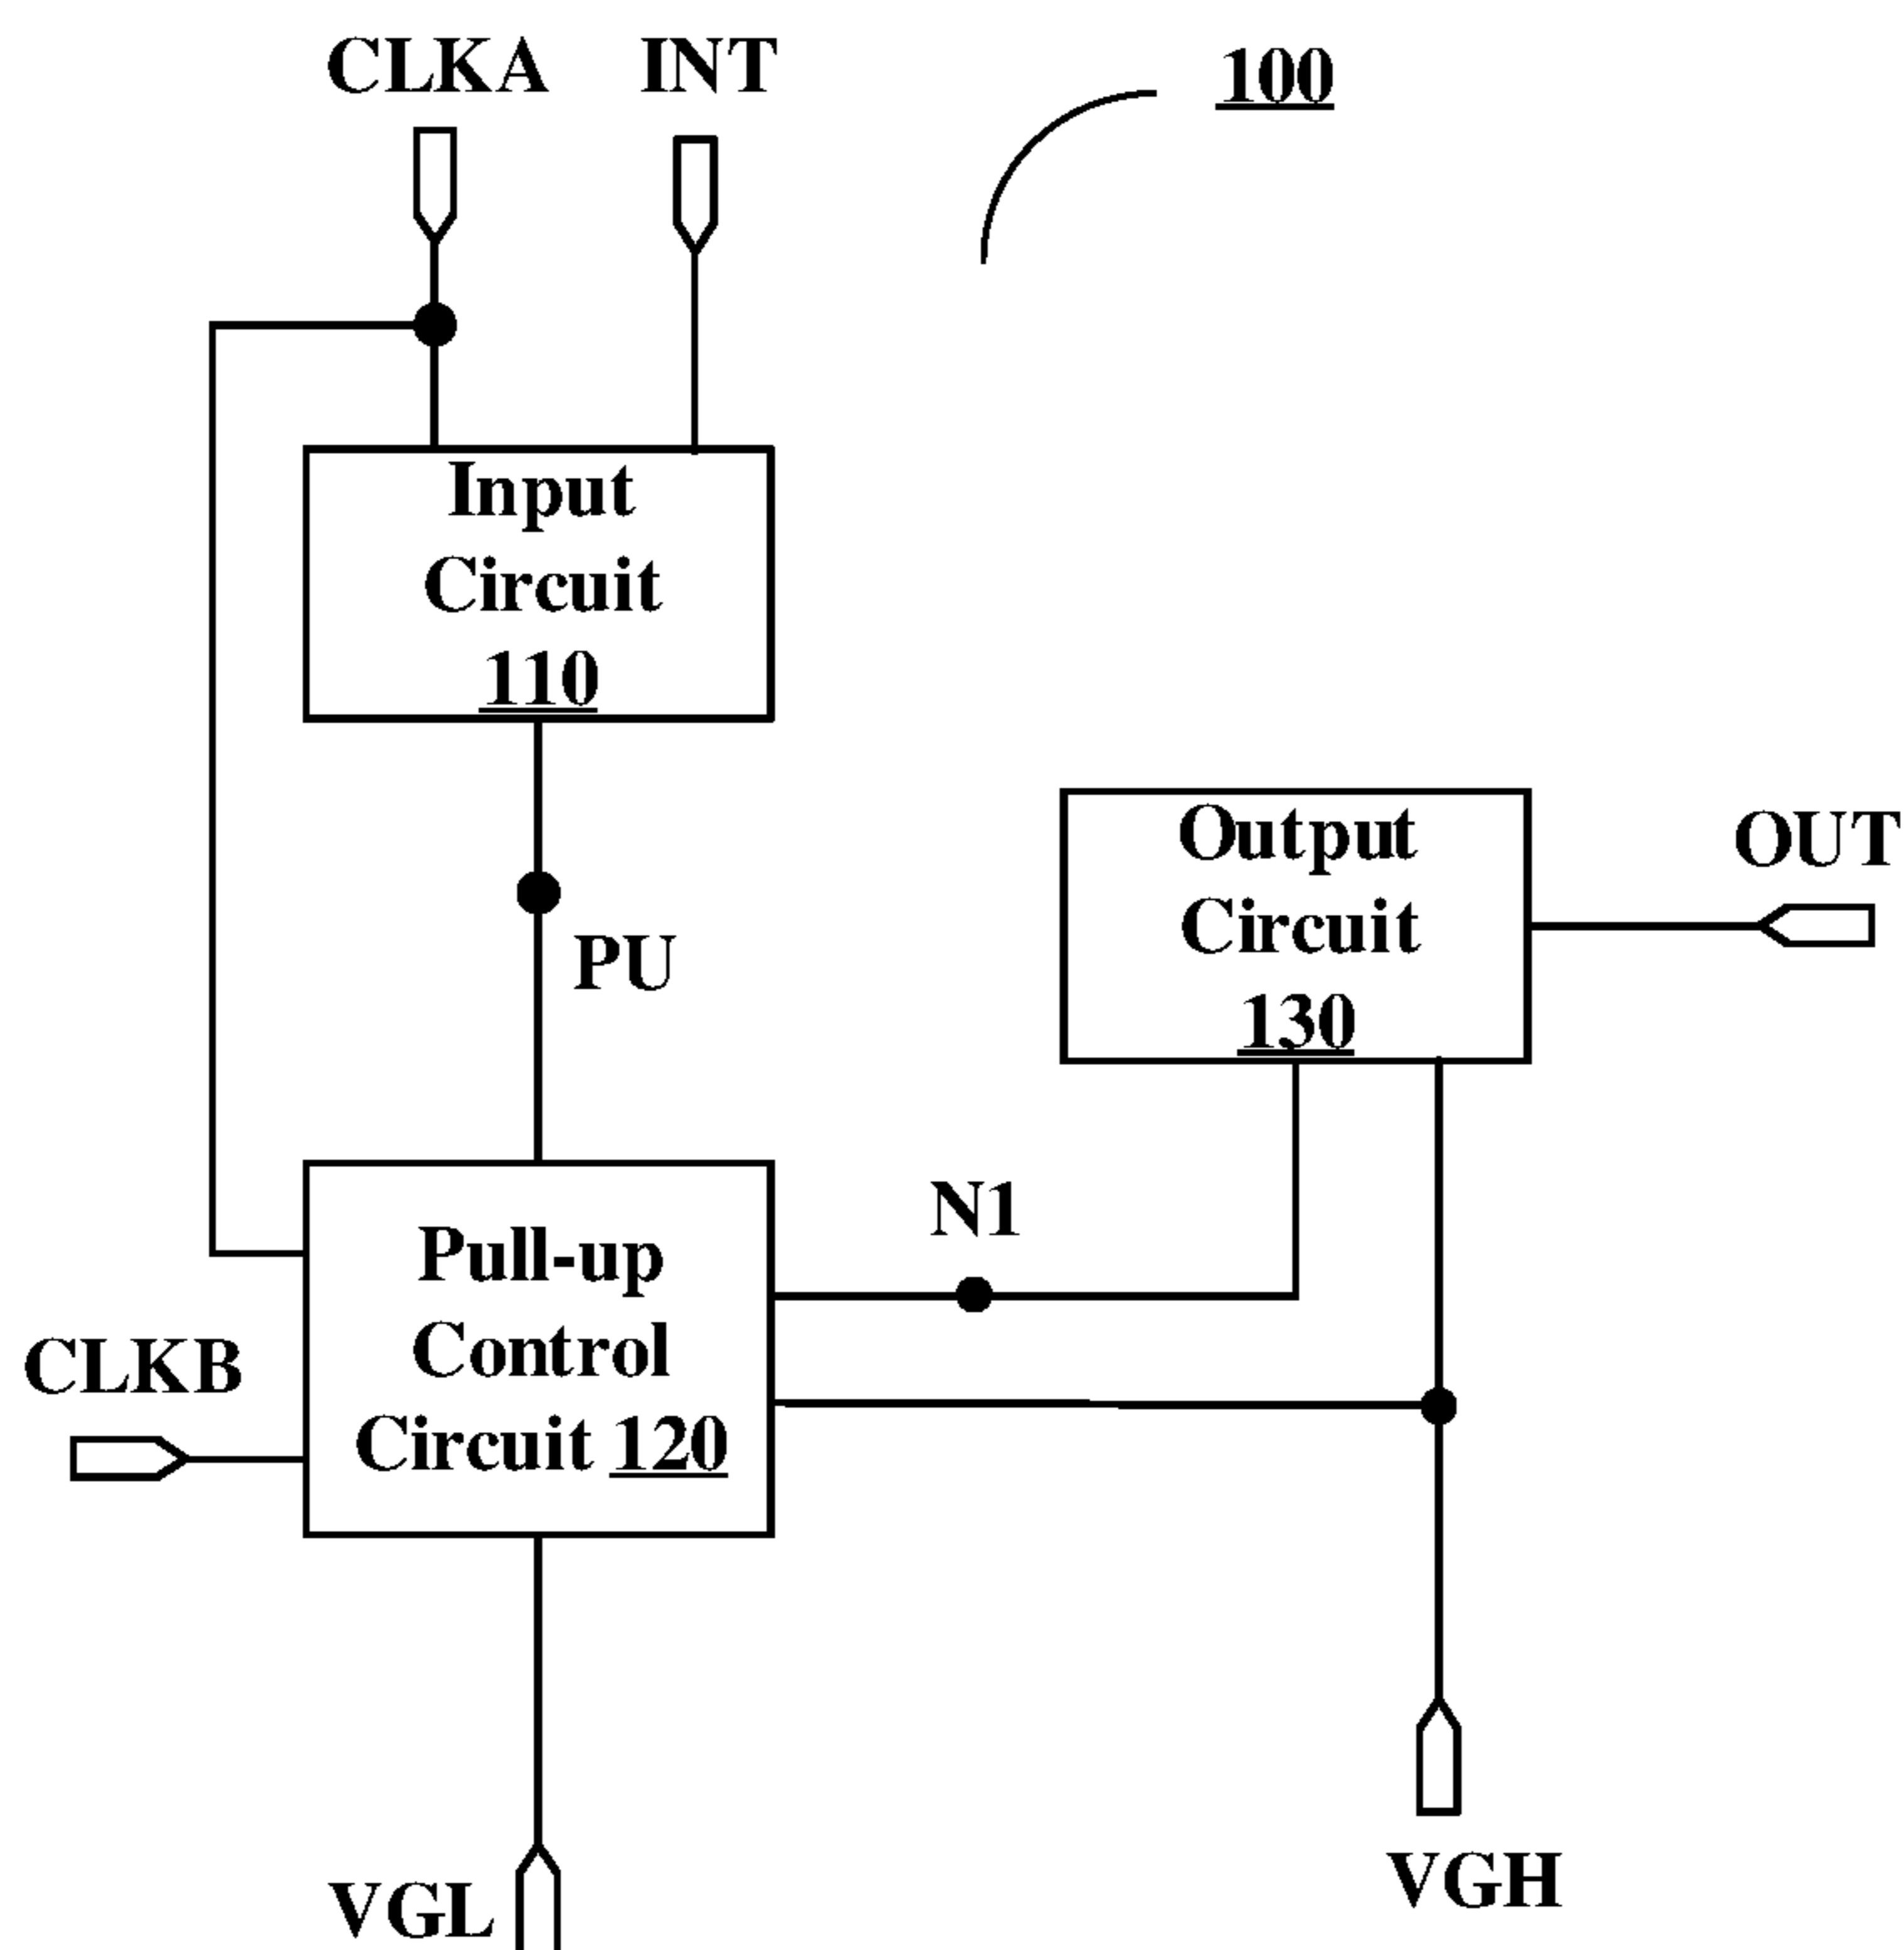 CLKA INT 100
Input
Circuit
110
PU
Output
Circuit
130
OUT
N1
Pull-up
Control
Circuit 120
CLKB
VGL
VGH